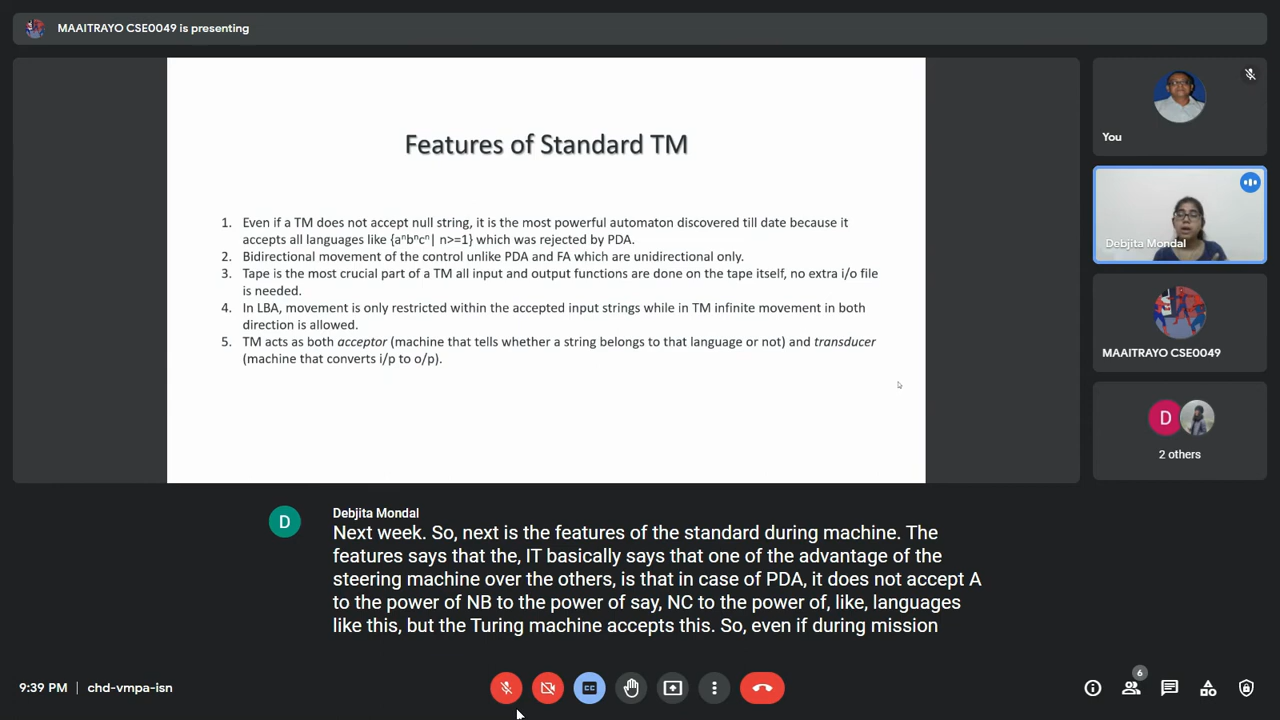 MAAITRAYO CSE0049 is presenting
Features of Standard TM
1. Even if a TM does not accept null string, it is the most powerful automaton discovered till date because it
accepts all languages like {aⁿbⁿcⁿ| n>=1} which was rejected by PDA.
2. Bidirectional movement of the control unlike PDA and FA which are unidirectional only.
3. Tape is the most crucial part of a TM all input and output functions are done on the tape itself, no extra i/o file
is needed.
4. In LBA, movement is only restricted within the accepted input strings while in TM infinite movement in both
direction is allowed.
5. TM acts as both acceptor (machine that tells whether a string belongs to that language or not) and transducer
(machine that converts i/p to o/p).
You
Debjita Mondal
MAAITRAYO CSE0049
D
2 others
D
Debjita Mondal
Next week. So, next is the features of the standard during machine. The
features says that the, IT basically says that one of the advantage of the
steering machine over the others, is that in case of PDA, it does not accept A
to the power of NB to the power of say, NC to the power of, like, languages
like this, but the Turing machine accepts this. So, even if during mission
9:39 PM | chd-vmpa-isn
CC
6